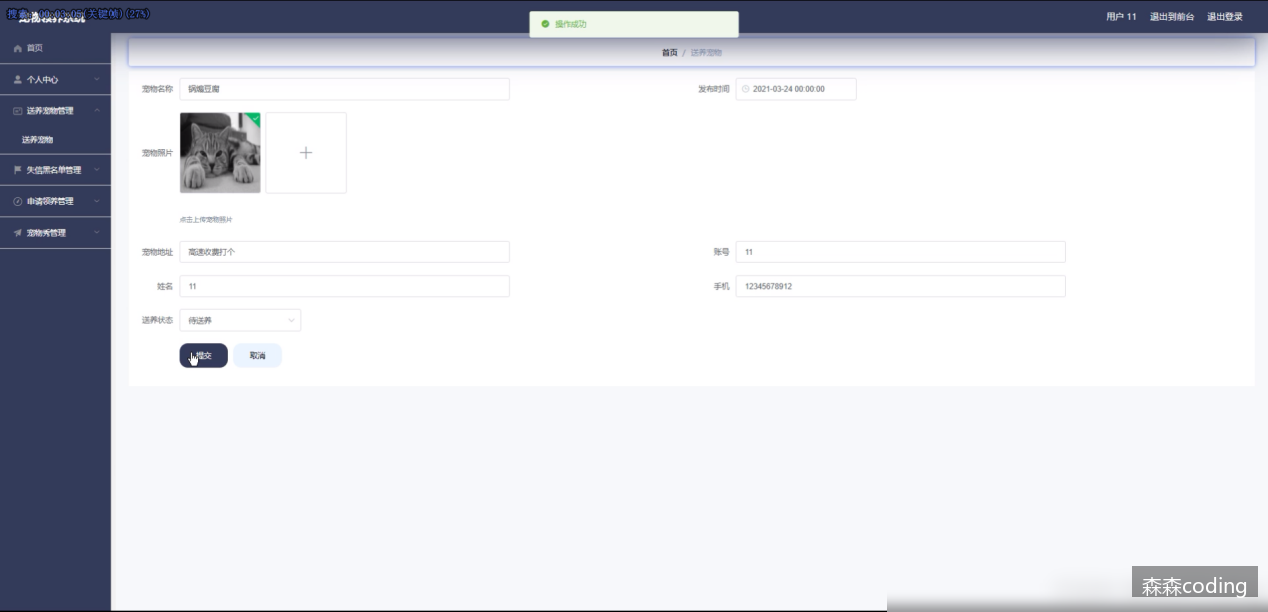 搜索: 00:03:05(关键帧) (27%)
用户 11 退出到前台 退出登录
操作成功
首页
个人中心
送养宠物管理
送养宠物
失信黑名单管理
申请领养管理
宠物秀管理
首页 / 送养宠物
宠物名称 锅塌豆腐
发布时间 2021-03-24 00:00:00
宠物照片
点击上传宠物照片
宠物地址 高速收费打个
账号 11
姓名 11
手机 12345678912
送养状态 待送养
提交 取消
森森coding